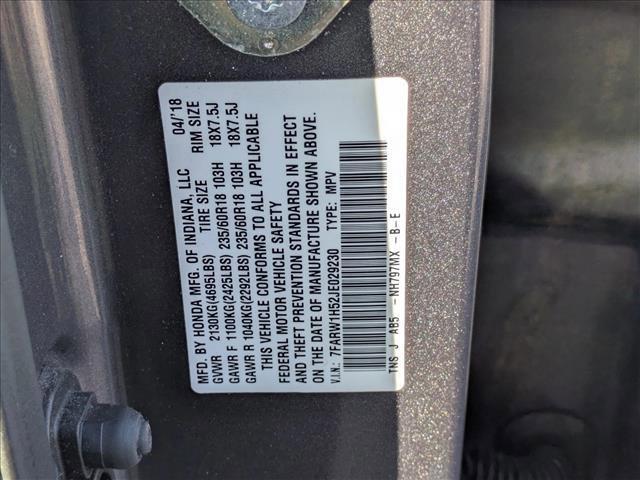 MFD. BY HONDA MFG. OF INDIANA, LLC 04/'18
TIRE SIZE RIM SIZE
GVWR 2130KG(4695LBS)
GAWR F 1100KG(2425LBS) 235/60R18 103H 18X7.5J
GAWR R 1040KG(2292LBS) 235/60R18 103H 18X7.5J
THIS VEHICLE CONFORMS TO ALL APPLICABLE
FEDERAL MOTOR VEHICLE SAFETY
AND THEFT PREVENTION STANDARDS IN EFFECT
ON THE DATE OF MANUFACTURE SHOWN ABOVE.
V.I.N: 7FARW1H52JE029230 TYPE: MPV
TNS J AB5 -NH797MX -B-E